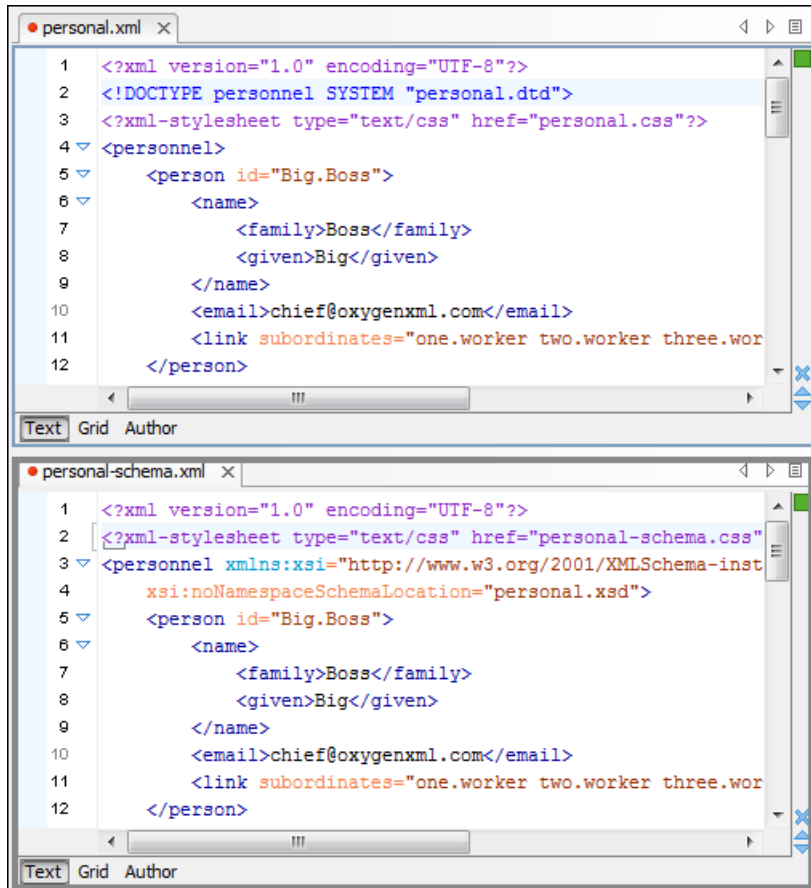 personal.xml
1 <?xml version="1.0" encoding="UTF-8"?>
2 <!DOCTYPE personnel SYSTEM "personal.dtd">
3 <?xml-stylesheet type="text/css" href="personal.css"?>
4 <personnel>
5 <person id="Big.Boss">
6 <name>
7 <family>Boss</family>
8 <given>Big</given>
9 </name>
10 <email>chief@oxygenxml.com</email>
11 <link subordinates="one.worker two.worker three.wor
12 </person>
Text Grid Author
personal-schema.xml
1 <?xml version="1.0" encoding="UTF-8"?>
2 <?xml-stylesheet type="text/css" href="personal-schema.css"
3 <personnel xmlns:xsi="http://www.w3.org/2001/XMLSchema-inst
4 xsi:noNamespaceSchemaLocation="personal.xsd">
5 <person id="Big.Boss">
6 <name>
7 <family>Boss</family>
8 <given>Big</given>
9 </name>
10 <email>chief@oxygenxml.com</email>
11 <link subordinates="one.worker two.worker three.wor
12 </person>
Text Grid Author